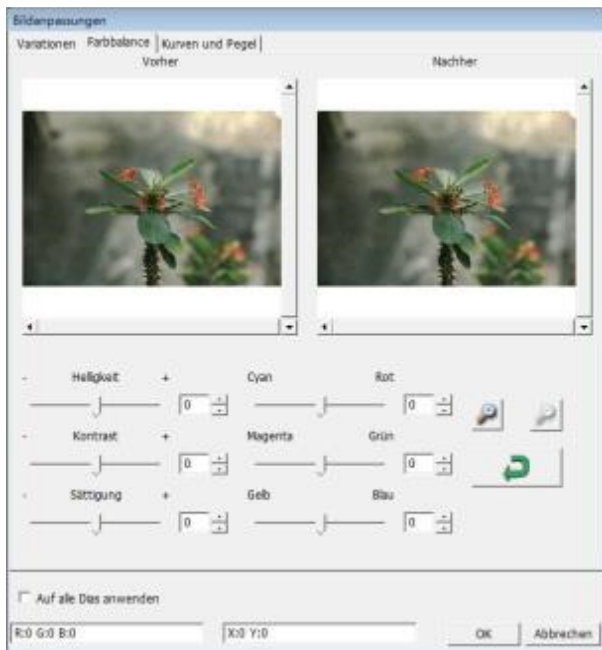 Bildanpassungen
Variationen Farbbalance Kurven und Pegel
Vorher Nachher
- Helligkeit + 0 Cyan Rot 0
- Kontrast + 0 Magenta Grün 0
- Sättigung + 0 Gelb Blau 0
Auf alle Dias anwenden
R:0 G:0 B:0 X:0 Y:0 OK Abbrechen